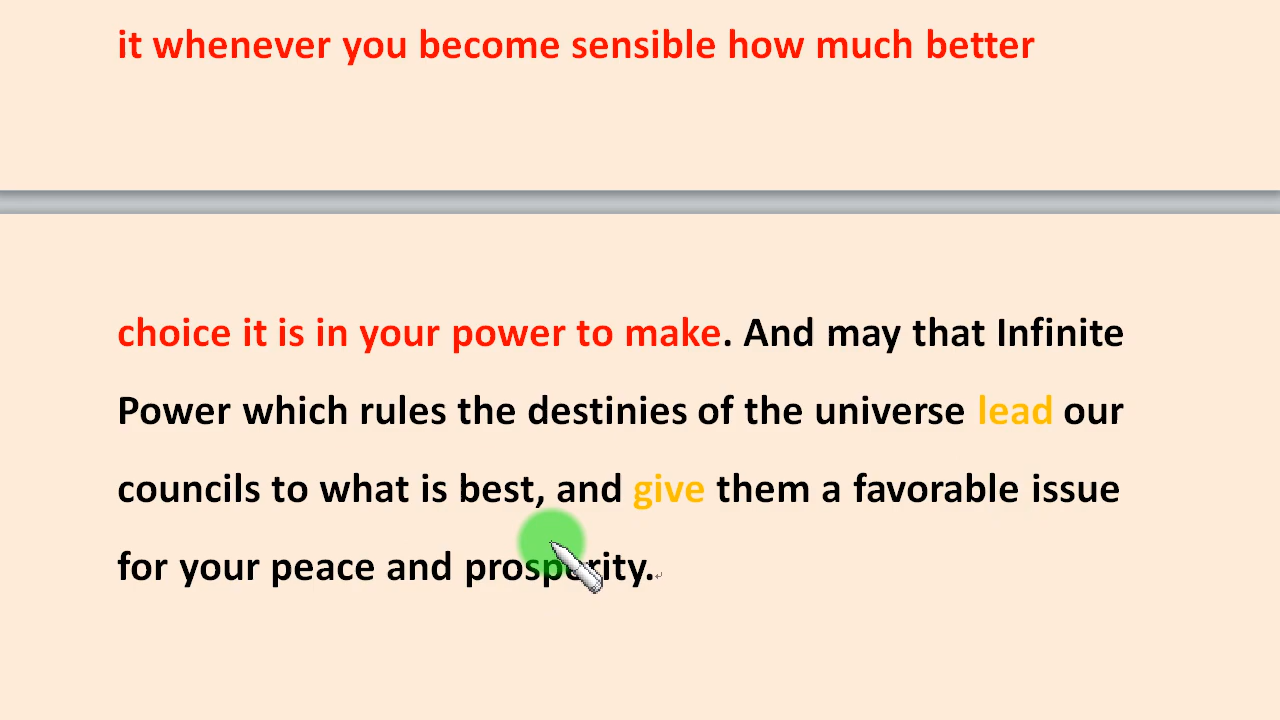 it whenever you become sensible how much better
choice it is in your power to make. And may that Infinite
Power which rules the destinies of the universe lead our
councils to what is best, and give them a favorable issue
for your peace and prosperity.